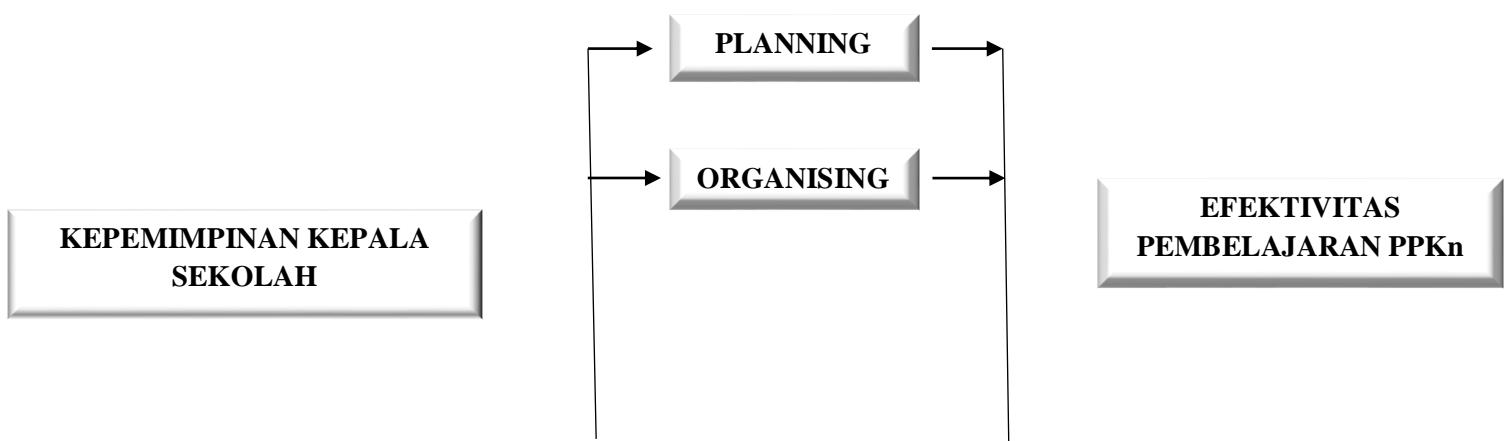 PLANNING
ORGANISING
KEPEMIMPINAN KEPALA
SEKOLAH
EFEKTIVITAS
PEMBELAJARAN PPKn